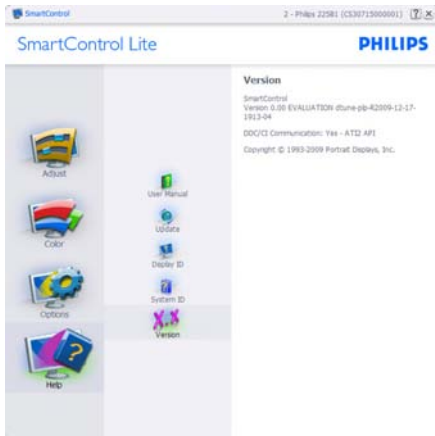 SmartControl
2 - Philips 225B1 (CS30715000001)
? ×
SmartControl Lite
PHILIPS
Adjust
Color
Options
Help
User Manual
Update
Display ID
System ID
X.X
Version
Version
SmartControl
Version 0.00 EVALUATION dtune-plp-R2009-12-17-
1913-04
DDC/CI Communication: Yes - ATI2 API
Copyright © 1993-2009 Portrait Displays, Inc.